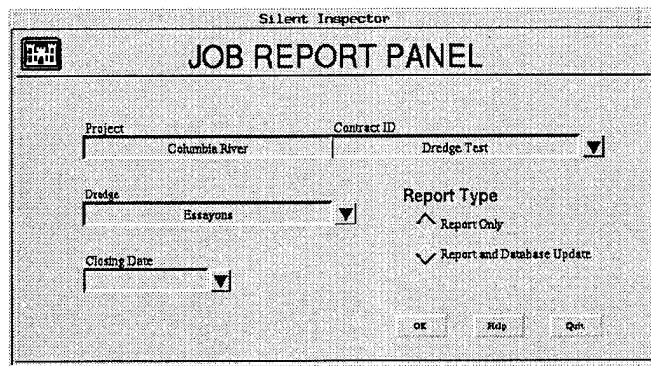 Silent Inspector
JOB REPORT PANEL
Project Contract ID
Columbia River Dredge Test
Dredge
Essayons
Report Type
Report Only
Report and Database Update
Closing Date
OK Help Quit